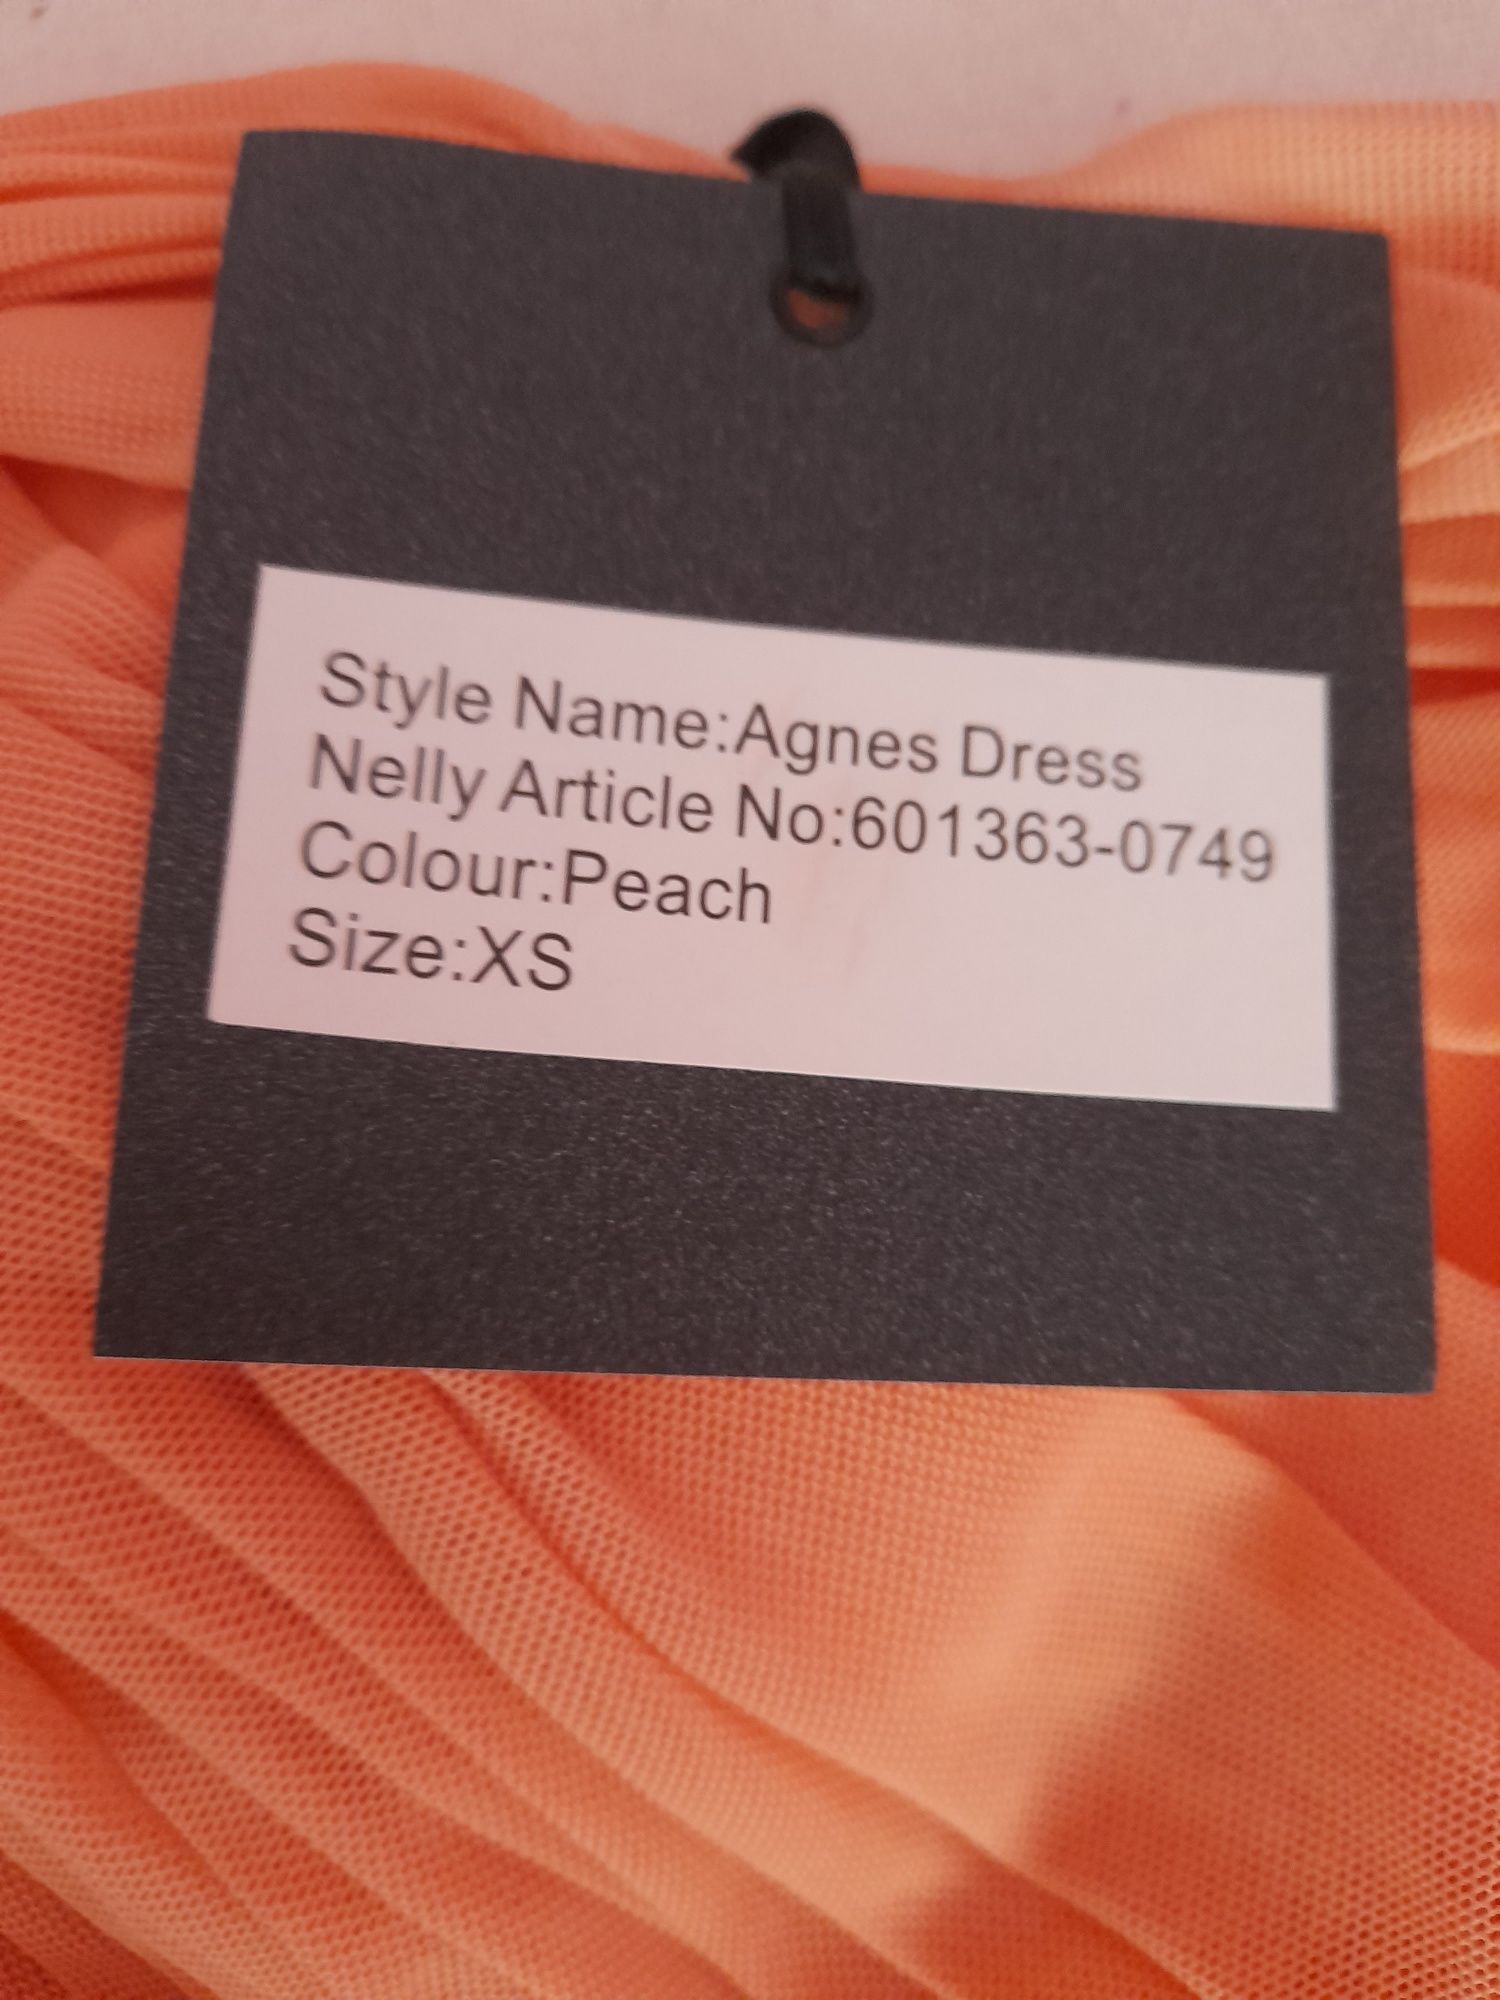 Style Name:Agnes Dress
Nelly Article No:601363-0749
Colour:Peach
Size:XS